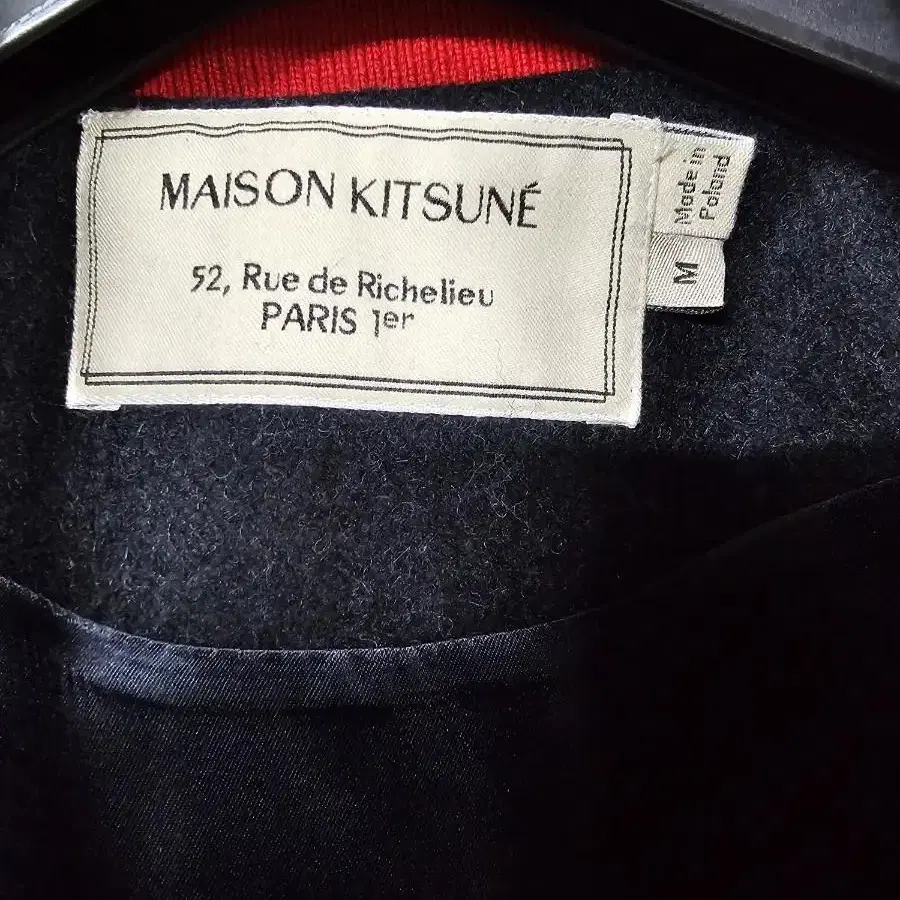 MAISON KITSUNÉ
52, Rue de Richelieu
PARIS 1er
Made in
Poland
M